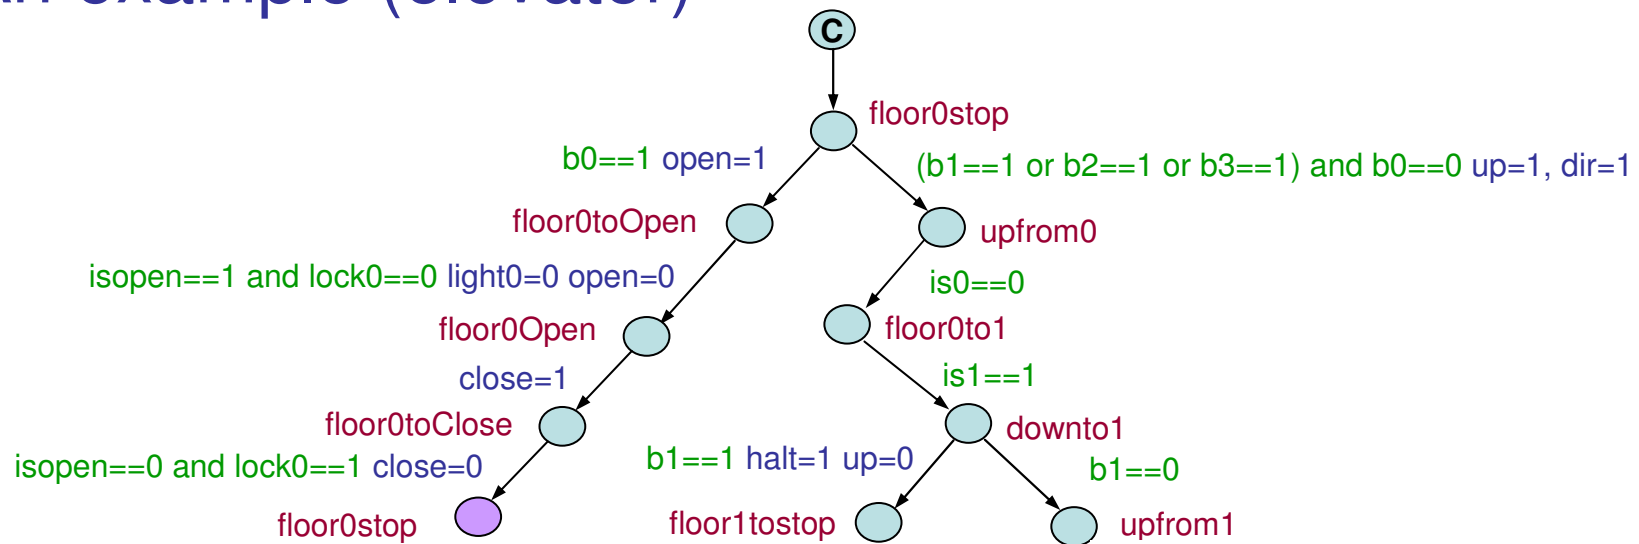 an example (elevator)
C
floor0stop
b0==1 open=1
(b1==1 or b2==1 or b3==1) and b0==0 up=1, dir=1
floor0toOpen
upfrom0
isopen==1 and lock0==0 light0=0 open=0
is0==0
floor0Open
floor0to1
close=1
is1==1
floor0toClose
downto1
isopen==0 and lock0==1 close=0
b1==1 halt=1 up=0
b1==0
floor0stop
floor1tostop
upfrom1